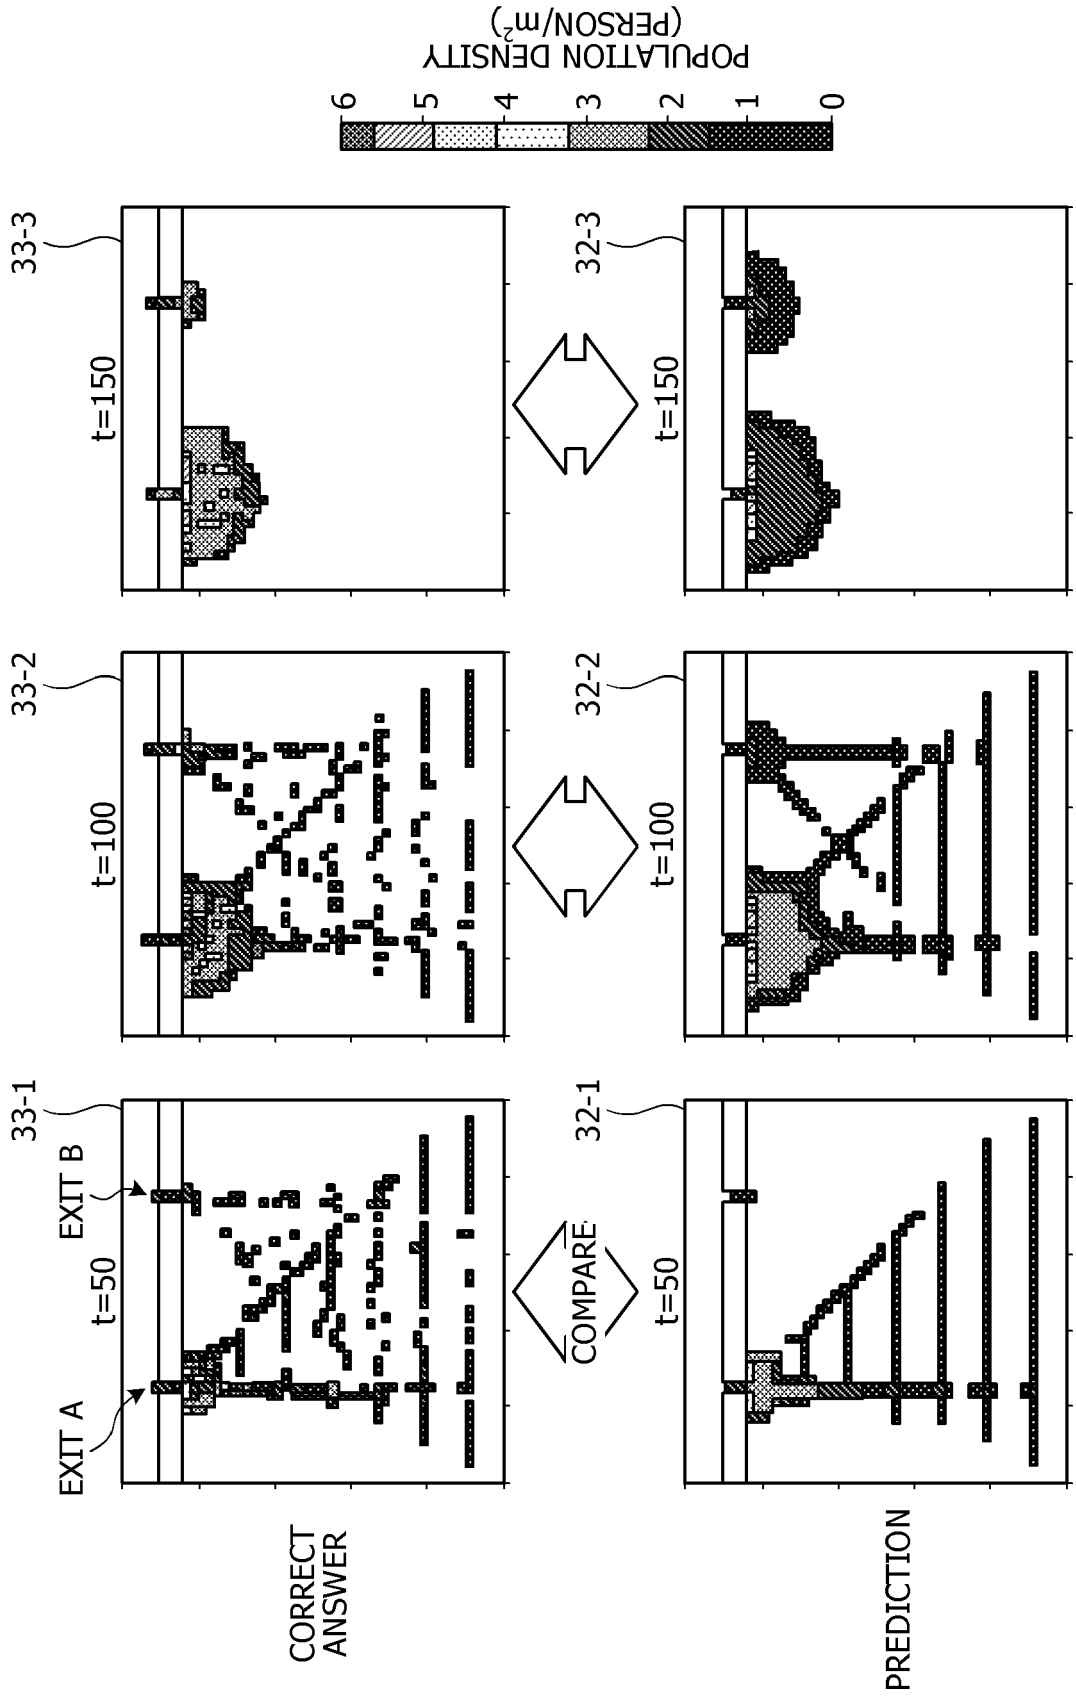 EXIT A
EXIT B
33-1
33-2
33-3
t=50
t=100
t=150
CORRECT
ANSWER
COMPARE
32-1
32-2
32-3
t=50
t=100
t=150
PREDICTION
6
5
4
3
2
1
0
POPULATION DENSITY
(PERSON/m²)